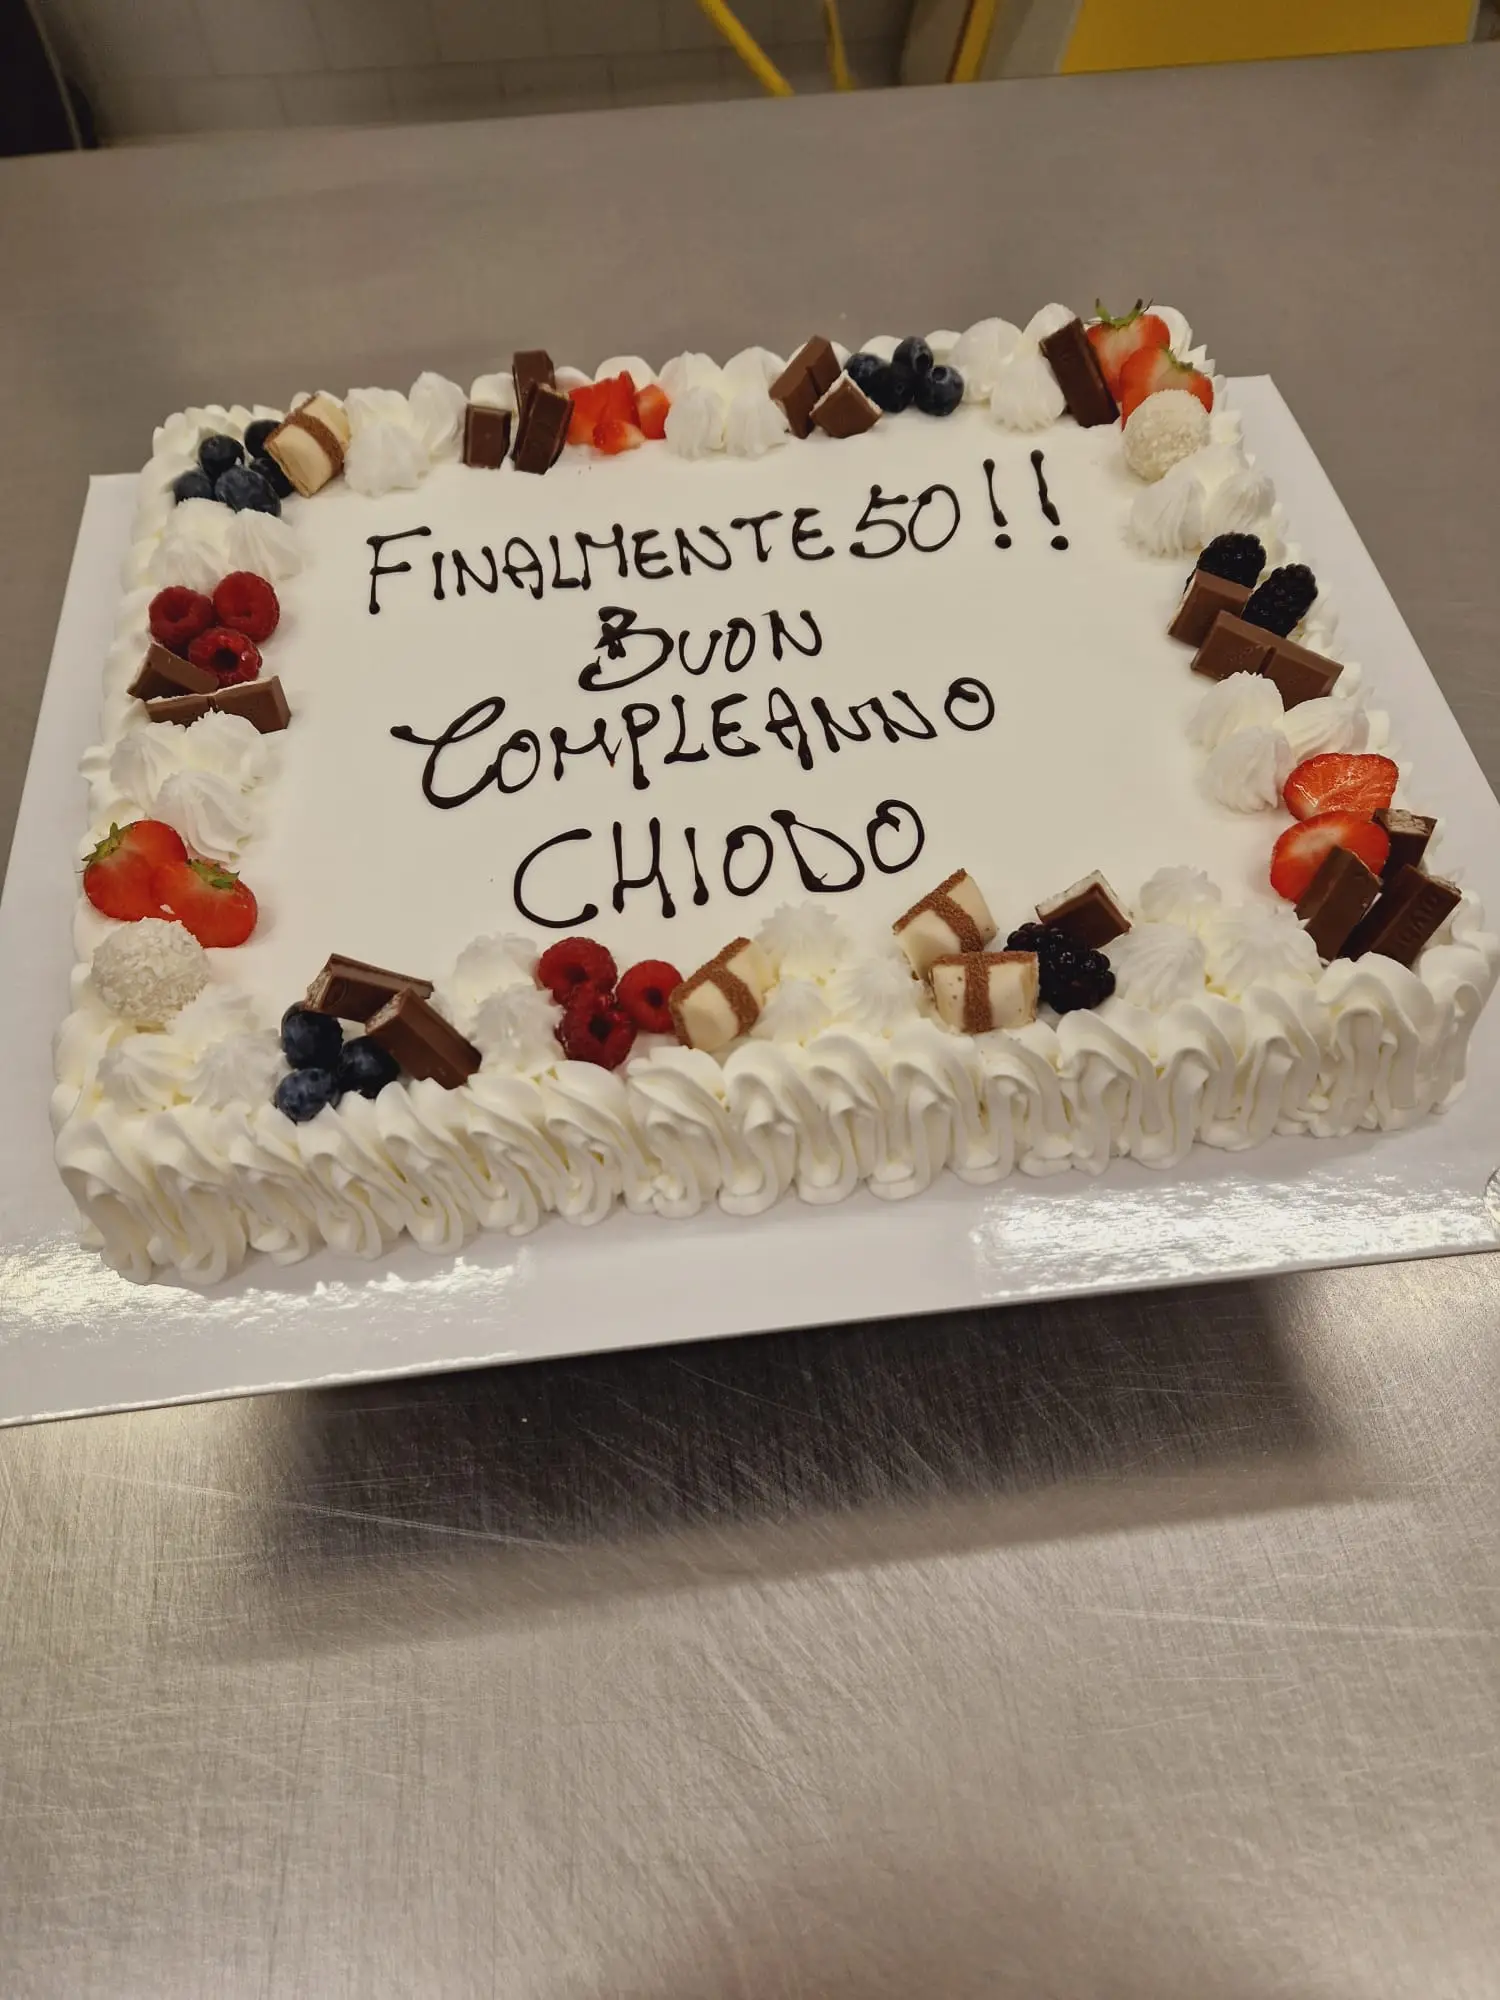 FINALMENTE 50!!
BUON
COMPLEANNO
CHIODO